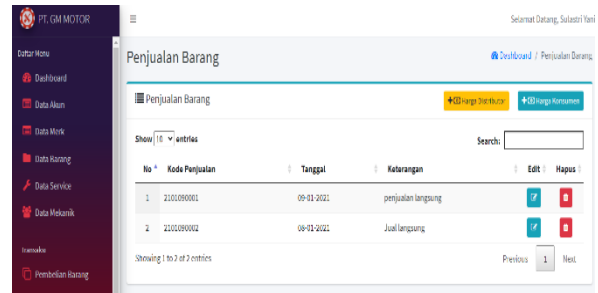 PT. GM MOTOR
Selamat Datang, Sulastri Yani
Daftar Menu
Dashboard
Data Akun
Data Merk
Data Barang
Data Service
Data Mekanik
Transaksi
Pembelian Barang
Penjualan Barang
Dashboard / Penjualan Barang
Penjualan Barang
Harga Distributor
Harga Konsumen
Show 10 entries
Search:
No Kode Penjualan Tanggal Keterangan Edit Hapus
1 2101090001 09-01-2021 penjualan langsung
2 2101090002 08-01-2021 Jual langsung
Showing 1 to 2 of 2 entries
Previous 1 Next